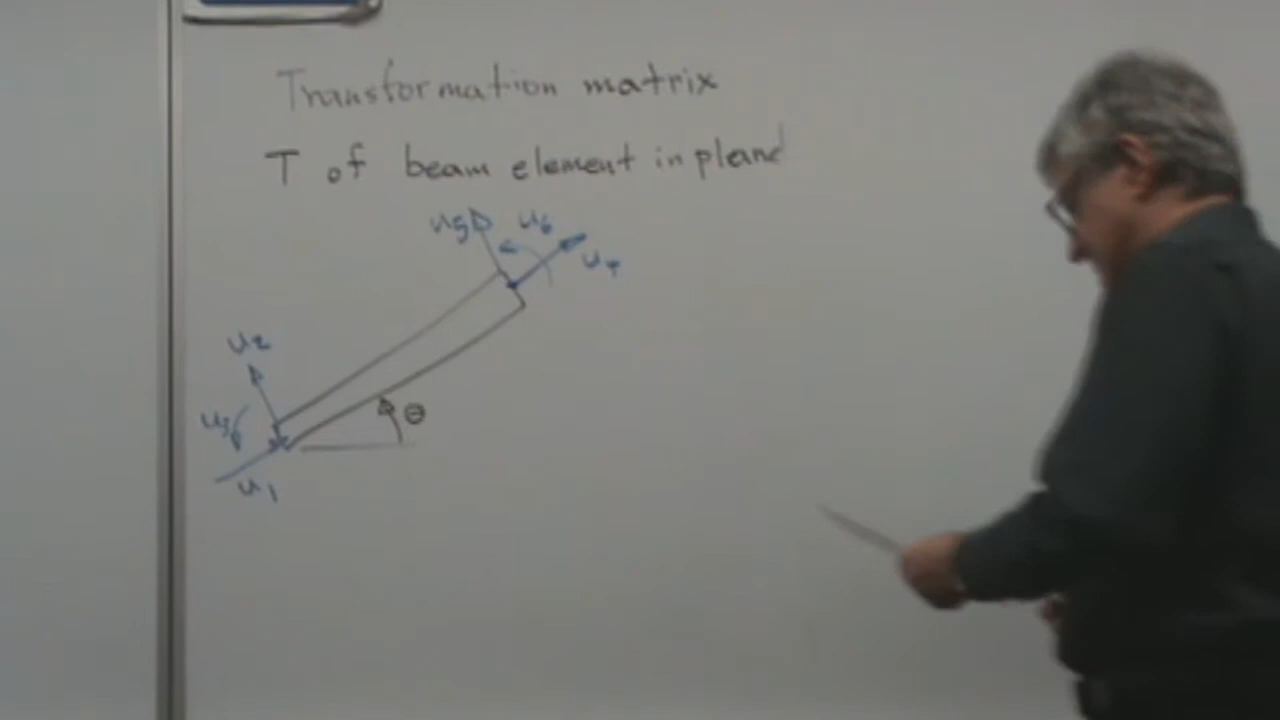 Transformation matrix
T of beam element in plane
u5 u6
u4
u2
u3 θ
u1